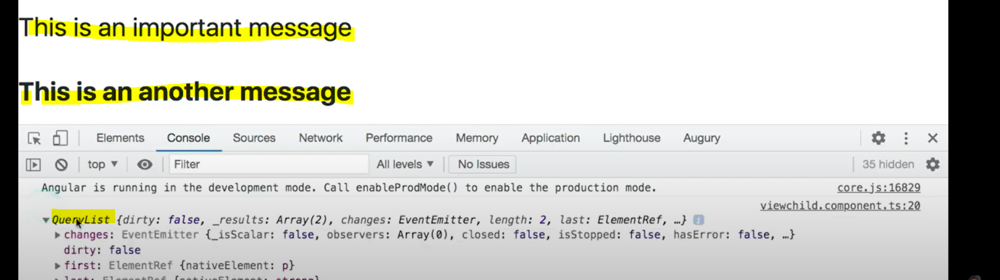 This is an important message
This is an another message
Elements Console Sources Network Performance Memory Application Lighthouse Augury
top Filter All levels No Issues 35 hidden
Angular is running in the development mode. Call enableProdMode() to enable the production mode. core.js:16829
viewchild.component.ts:20
QueryList {dirty: false, _results: Array(2), changes: EventEmitter, length: 2, last: ElementRef, …}
changes: EventEmitter {_isScalar: false, observers: Array(0), closed: false, isStopped: false, hasError: false, …}
dirty: false
first: ElementRef {nativeElement: p}
last: ElementRef {nativeElement: strong}